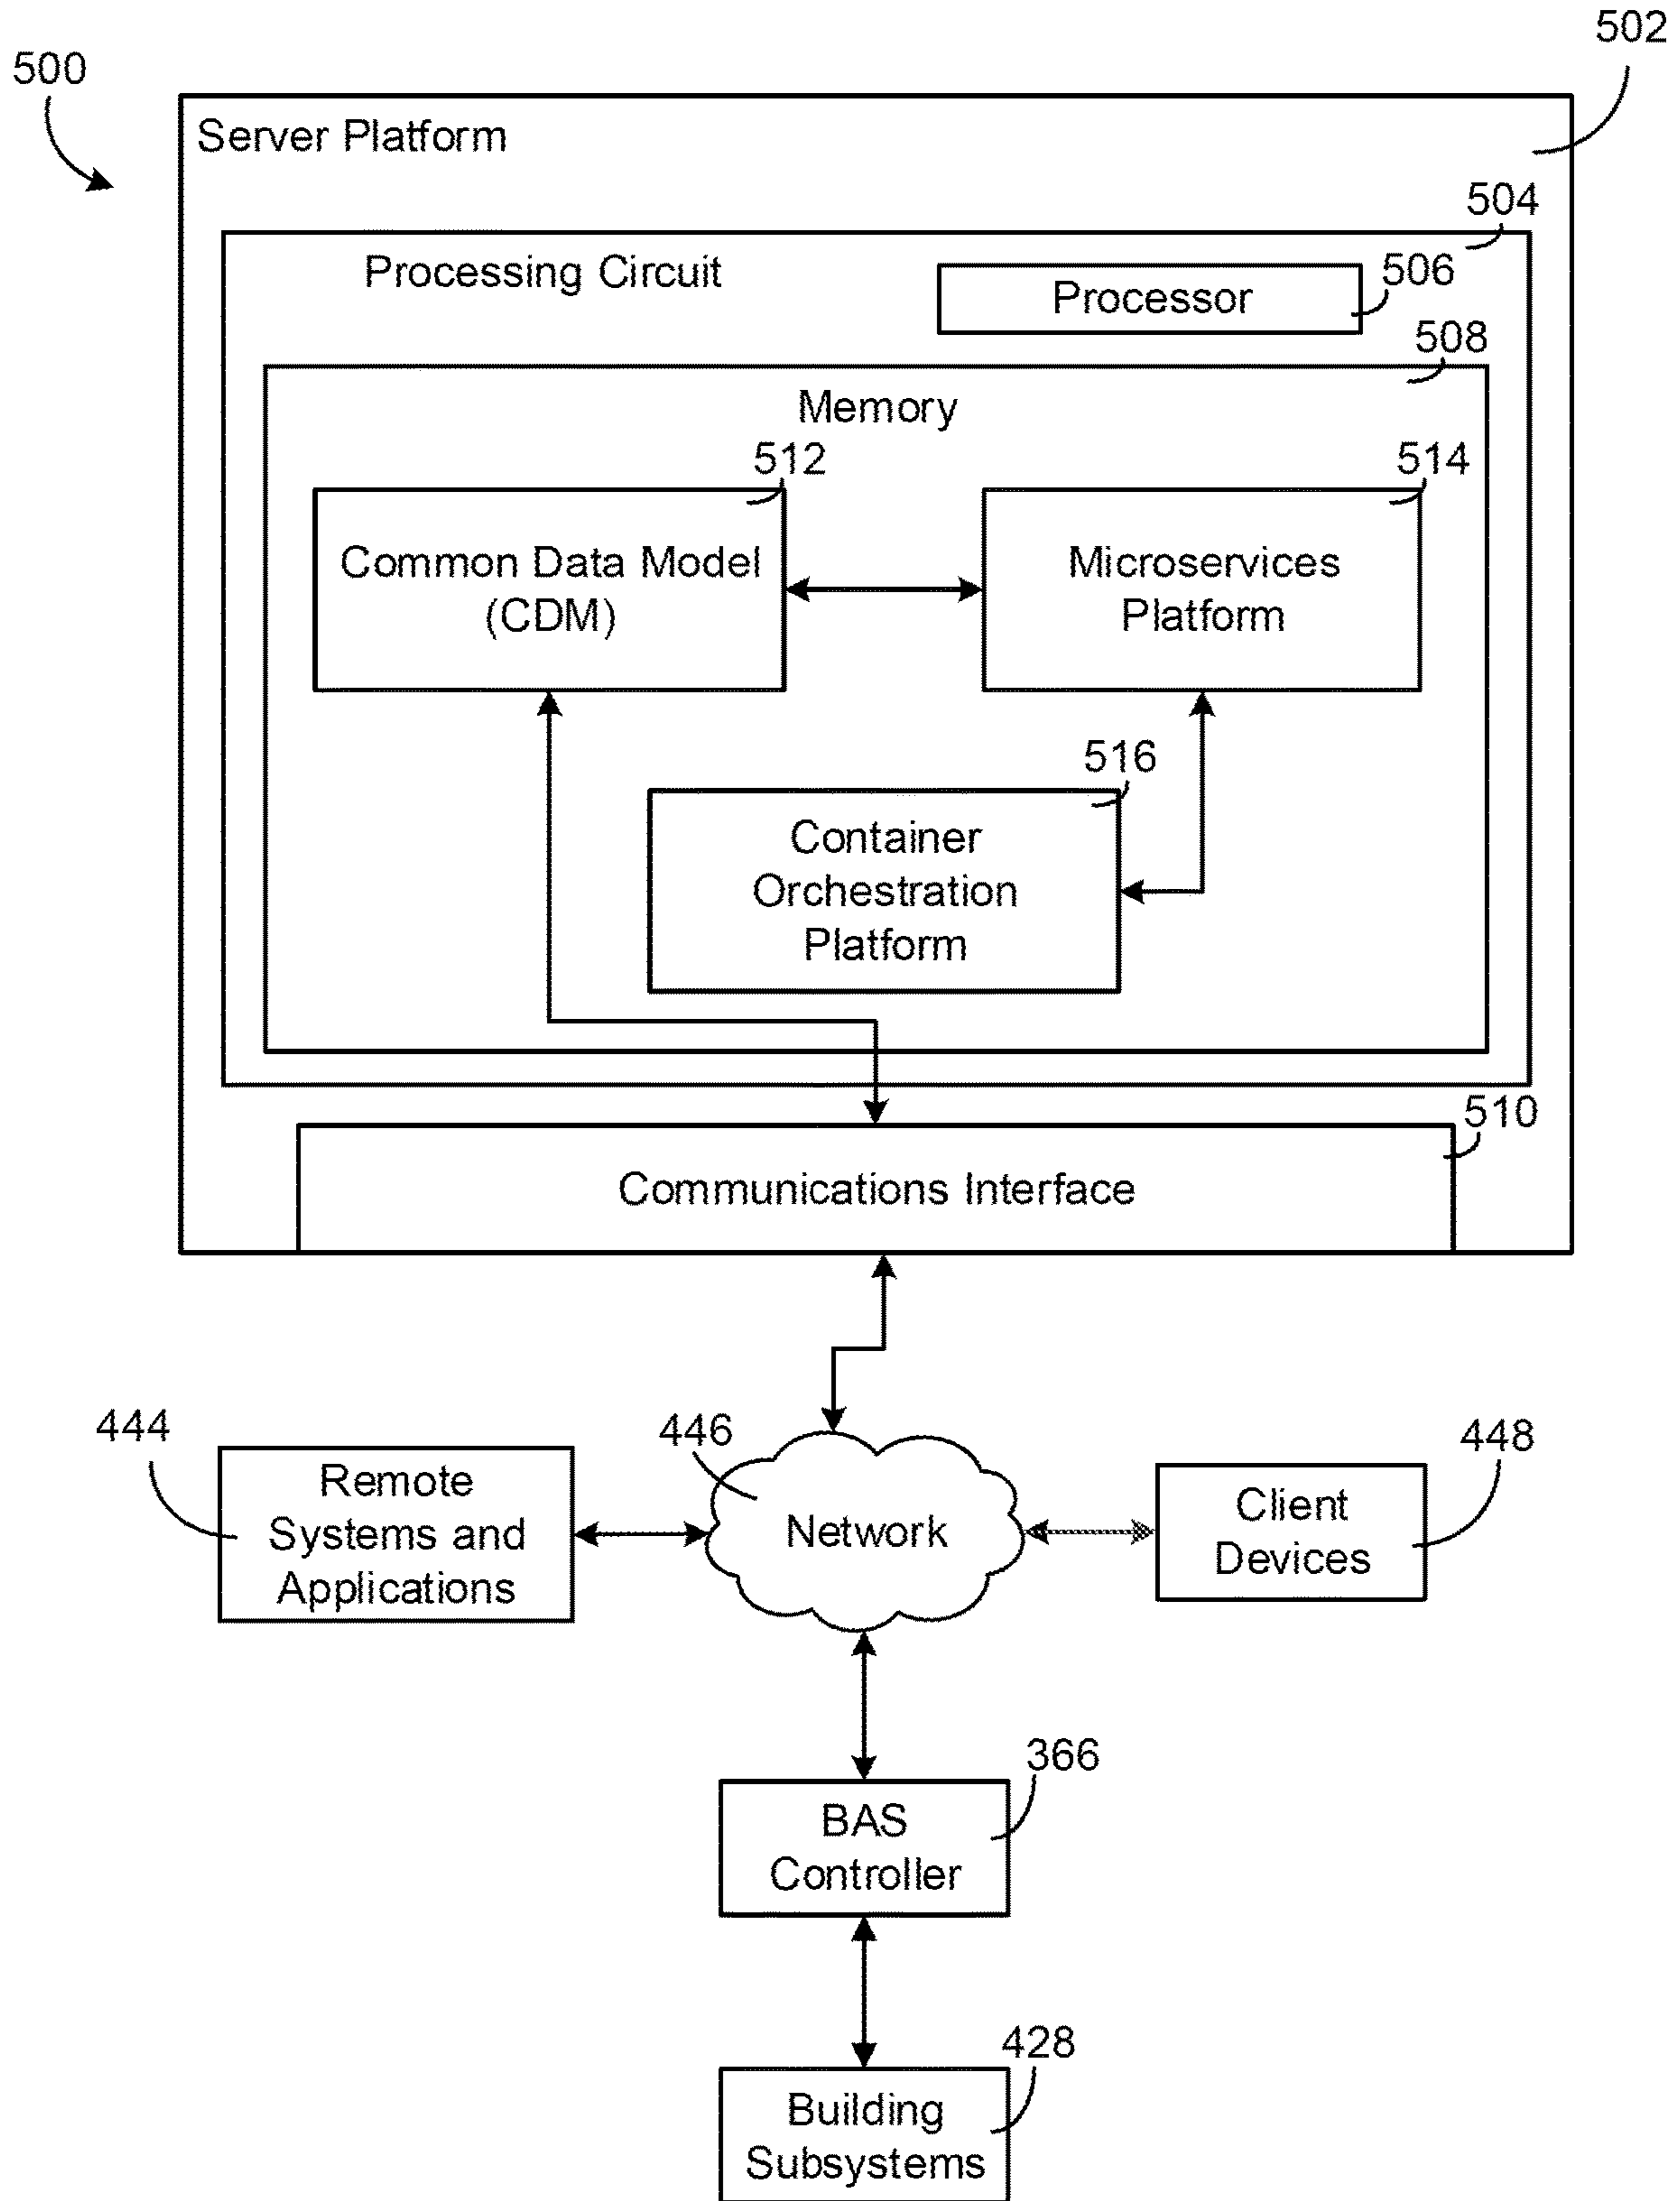 502
500
Server Platform
504
Processing Circuit
506
Processor
508
Memory
512
514
Common Data Model
(CDM)
Microservices
Platform
516
Container
Orchestration
Platform
510
Communications Interface
444
446
448
Remote
Systems and
Applications
Network
Client
Devices
366
BAS
Controller
428
Building
Subsystems